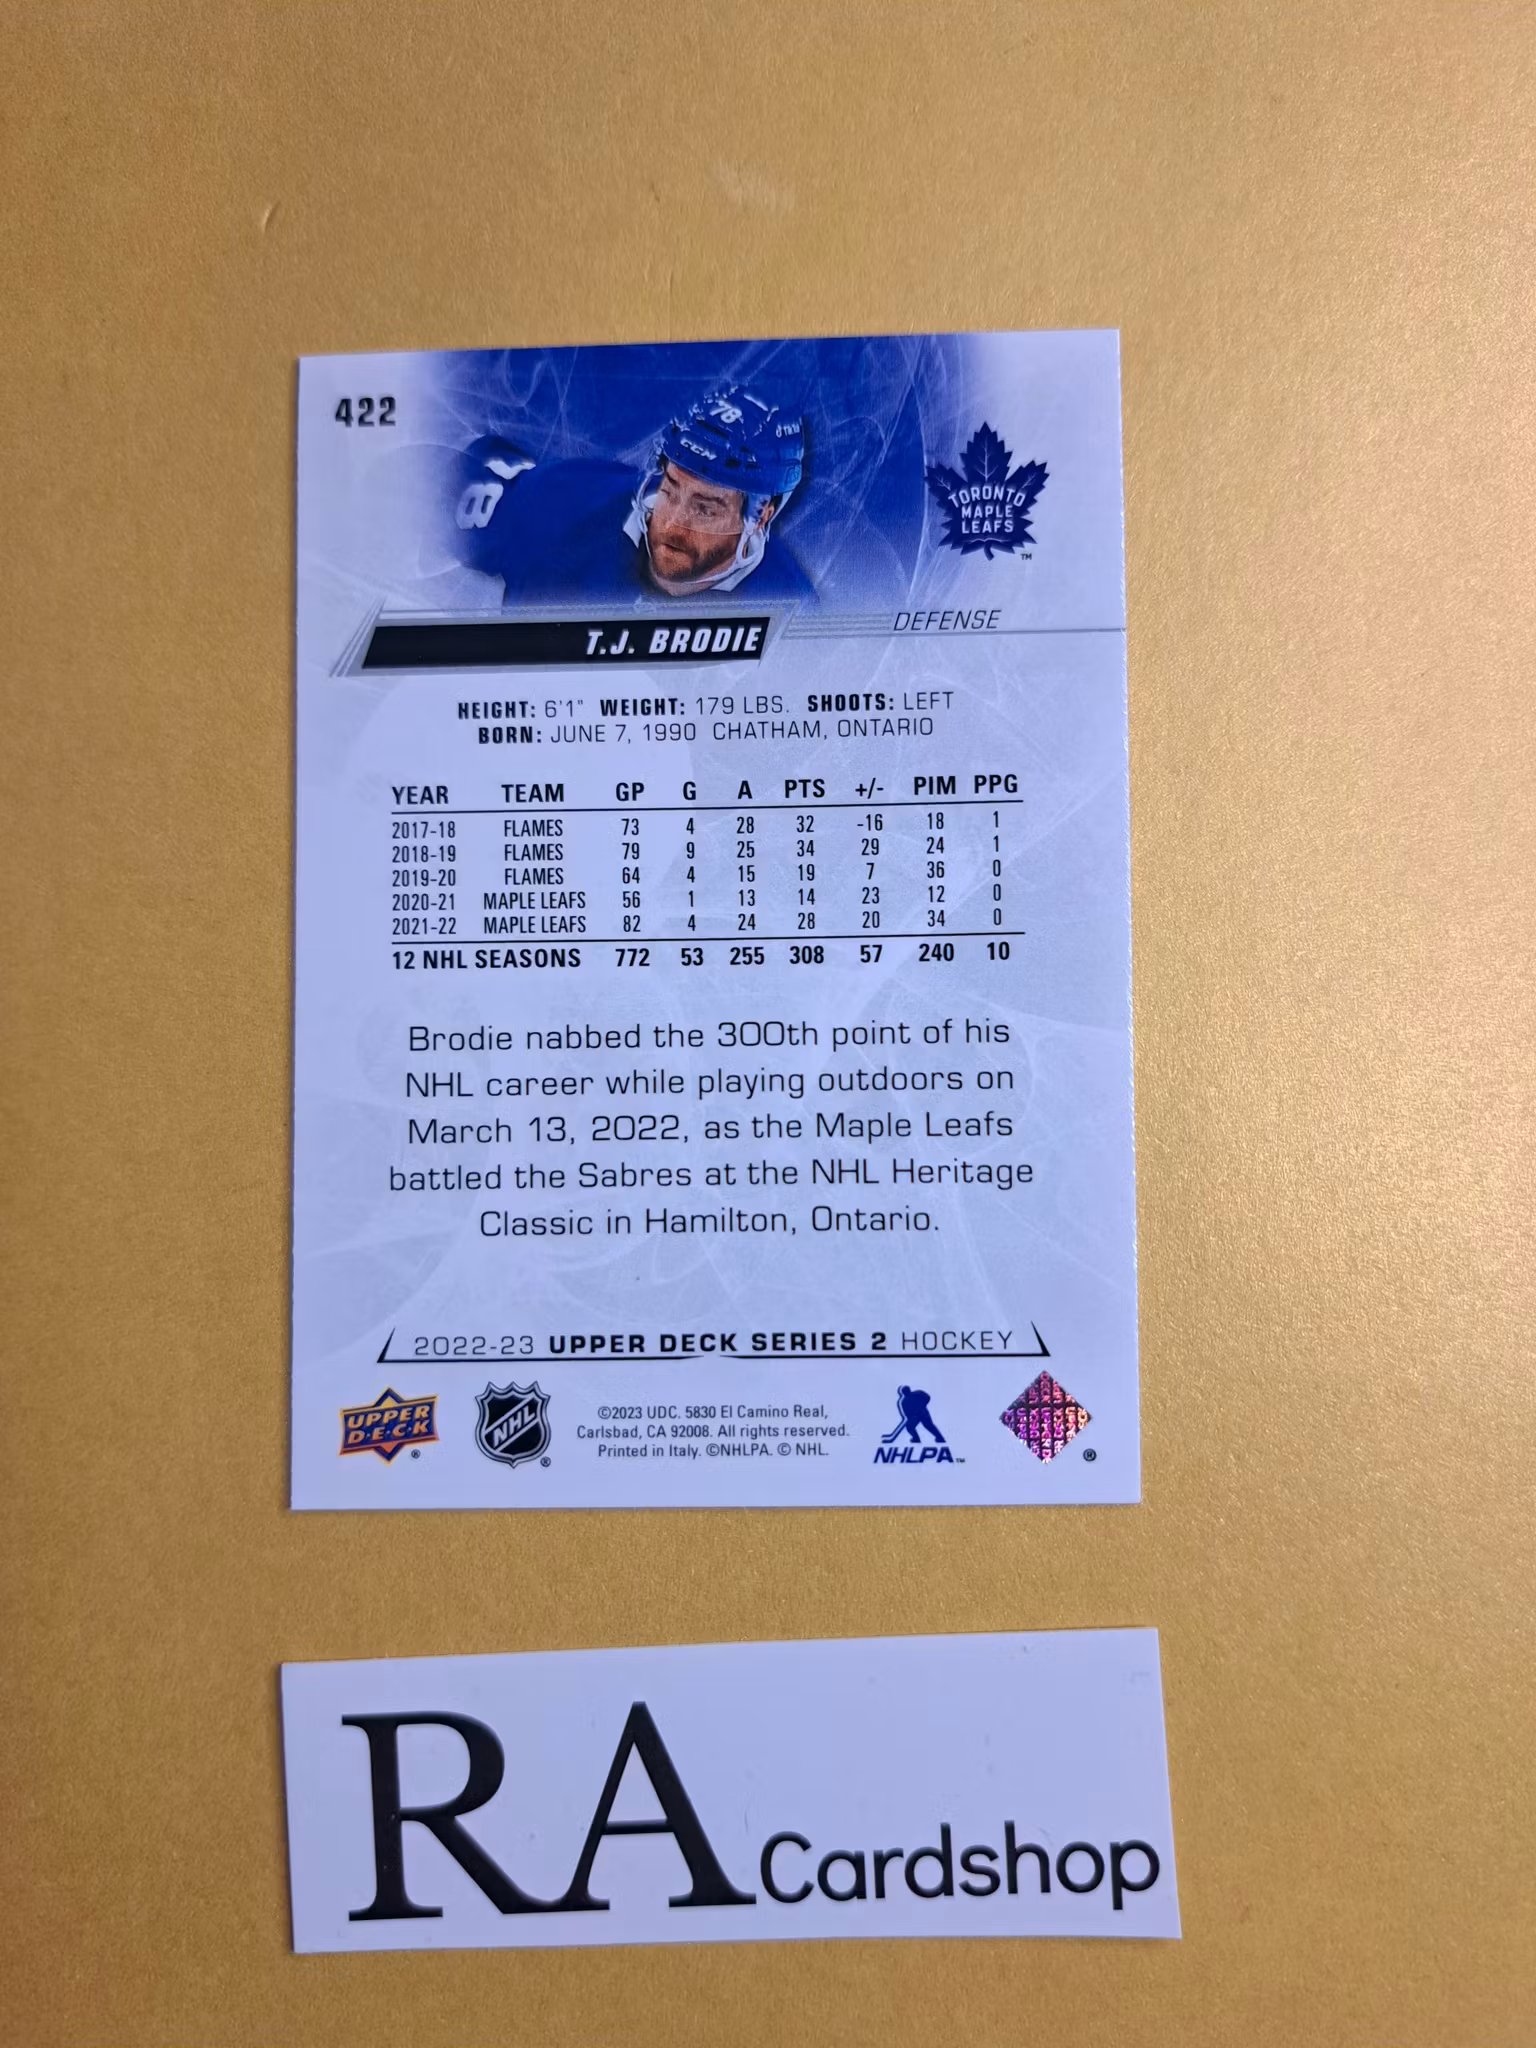 422
78
CCM
8
TORONTO
MAPLE
LEAFS
™
T.J. BRODIE
DEFENSE
HEIGHT: 6'1" WEIGHT: 179 LBS. SHOOTS: LEFT
BORN: JUNE 7, 1990 CHATHAM, ONTARIO
YEAR TEAM GP G A PTS +/- PIM PPG
2017-18 FLAMES 73 4 28 32 -16 18 1
2018-19 FLAMES 79 9 25 34 29 24 1
2019-20 FLAMES 64 4 15 19 7 36 0
2020-21 MAPLE LEAFS 56 1 13 14 23 12 0
2021-22 MAPLE LEAFS 82 4 24 28 20 34 0
12 NHL SEASONS 772 53 255 308 57 240 10
Brodie nabbed the 300th point of his
NHL career while playing outdoors on
March 13, 2022, as the Maple Leafs
battled the Sabres at the NHL Heritage
Classic in Hamilton, Ontario.
2022-23 UPPER DECK SERIES 2 HOCKEY
UPPER
D·E·C·K
®
NHL
®
©2023 UDC. 5830 El Camino Real,
Carlsbad, CA 92008. All rights reserved.
Printed in Italy. ©NHLPA. © NHL.
NHLPA™
®
RA Cardshop